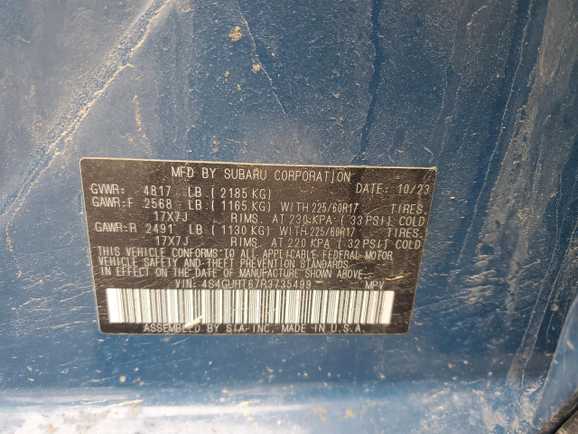 MFD BY SUBARU CORPORATION
GVWR: 4817 LB ( 2185 KG) DATE: 10/23
GAWR:F 2568 LB ( 1165 KG) WITH 225/60R17 TIRES.
17X7J RIMS. AT 230 KPA ( 33 PSI) COLD
GAWR:R 2491 LB ( 1130 KG) WITH 225/60R17 TIRES.
17X7J RIMS. AT 220 KPA ( 32 PSI) COLD
THIS VEHICLE CONFORMS TO ALL APPLICABLE FEDERAL MOTOR
VEHICLE SAFETY AND THEFT PREVENTION STANDARDS
IN EFFECT ON THE DATE OF MANUFACTURE SHOWN ABOVE.
VIN: 4S4GUHT67R3735499 MPV
ASSEMBLED BY SIA-INC. MADE IN U.S.A.